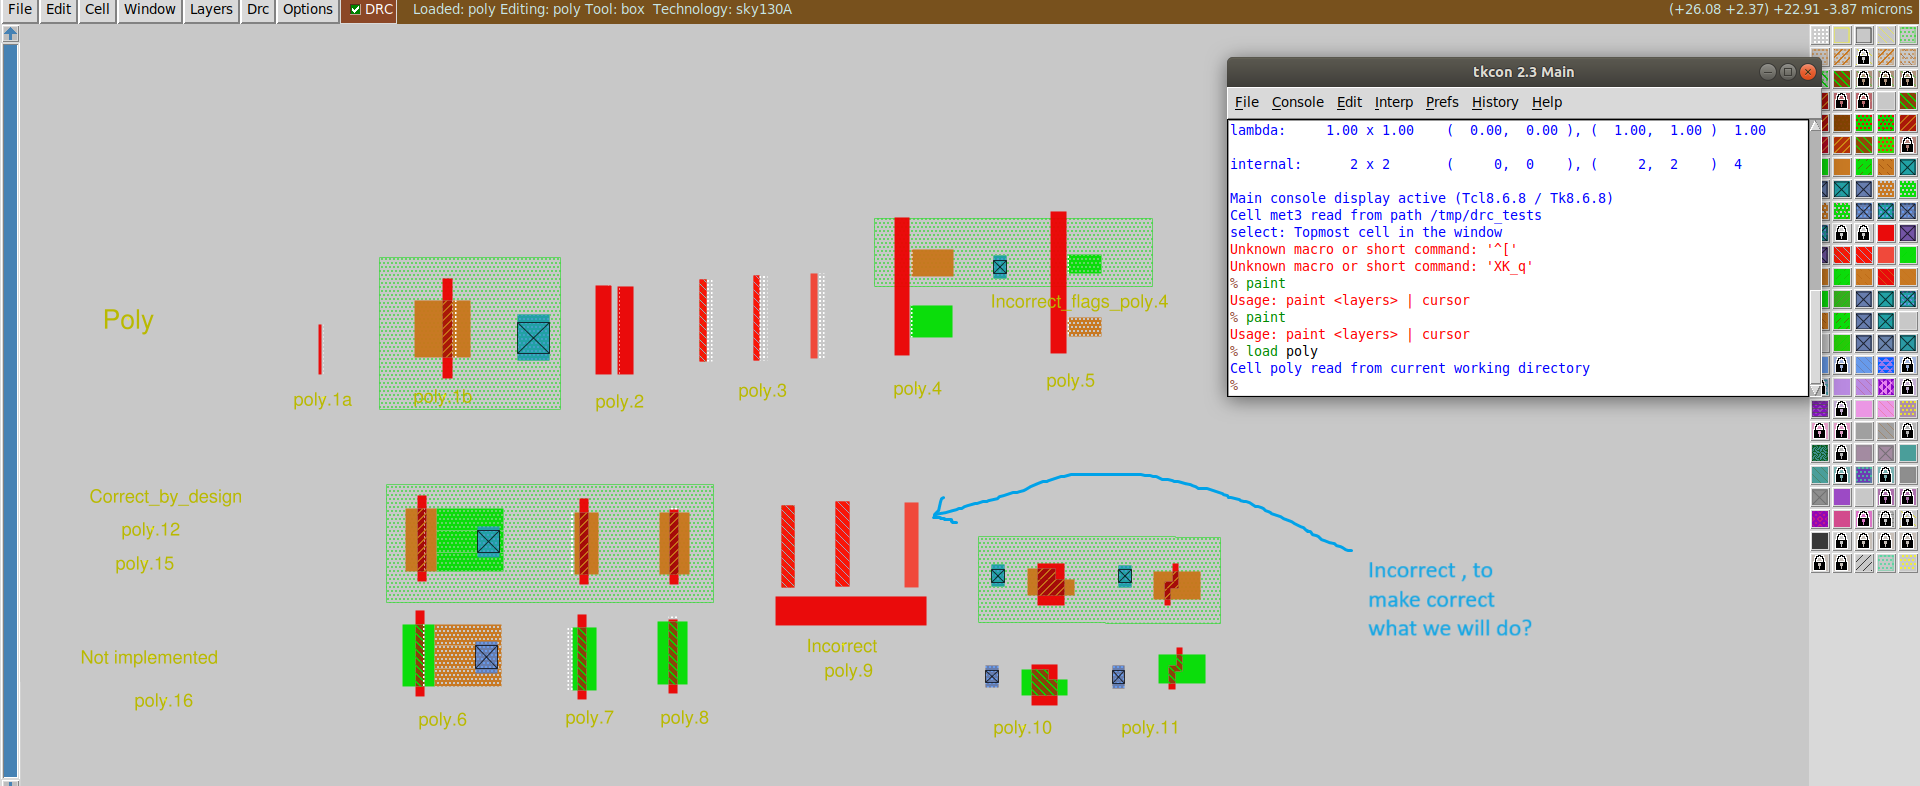 File Edit Cell Window Layers Drc Options DRC Loaded: poly Editing: poly Tool: box Technology: sky130A (+26.08 +2.37) +22.91 -3.87 microns
tkcon 2.3 Main
File Console Edit Interp Prefs History Help
lambda: 1.00 x 1.00 ( 0.00, 0.00 ), ( 1.00, 1.00 ) 1.00
internal: 2 x 2 ( 0, 0 ), ( 2, 2 ) 4
Main console display active (Tcl8.6.8 / Tk8.6.8)
Cell met3 read from path /tmp/drc_tests
select: Topmost cell in the window
Unknown macro or short command: '^['
Unknown macro or short command: 'XK_q'
% paint
Usage: paint <layers> | cursor
% paint
Usage: paint <layers> | cursor
% load poly
Cell poly read from current working directory
%
Incorrect_flags_poly.4
Poly
poly.1a
poly.1b
poly.2
poly.3
poly.4
poly.5
Correct_by_design
poly.12
poly.15
Not implemented
poly.16
poly.6
poly.7
poly.8
Incorrect
poly.9
poly.10
poly.11
Incorrect , to
make correct
what we will do?